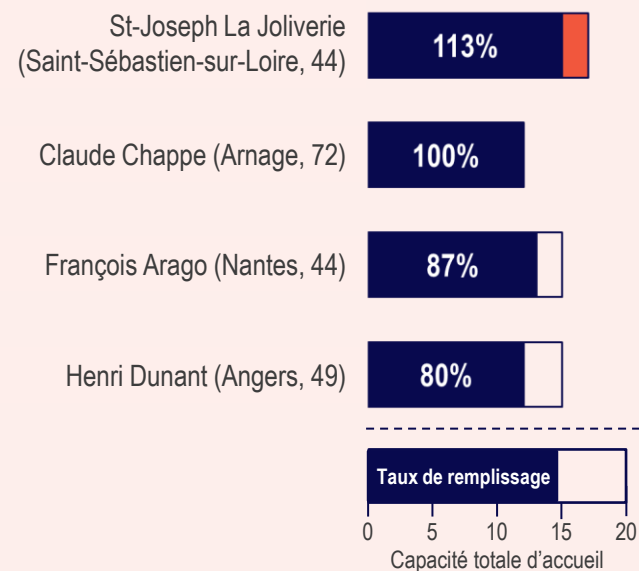 St-Joseph La Joliverie
(Saint-Sébastien-sur-Loire, 44)
113%
Claude Chappe (Arnage, 72)
100%
François Arago (Nantes, 44)
87%
Henri Dunant (Angers, 49)
80%
Taux de remplissage
0 5 10 15 20
Capacité totale d’accueil